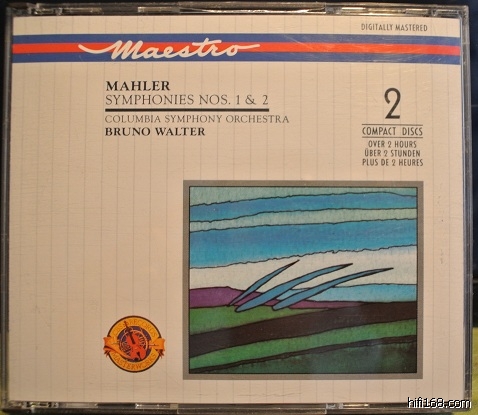 DIGITALLY MASTERED
Maestro
MAHLER
SYMPHONIES NOS. 1 & 2
COLUMBIA SYMPHONY ORCHESTRA
BRUNO WALTER
2
COMPACT DISCS
OVER 2 HOURS
ÜBER 2 STUNDEN
PLUS DE 2 HEURES
hifi168.com